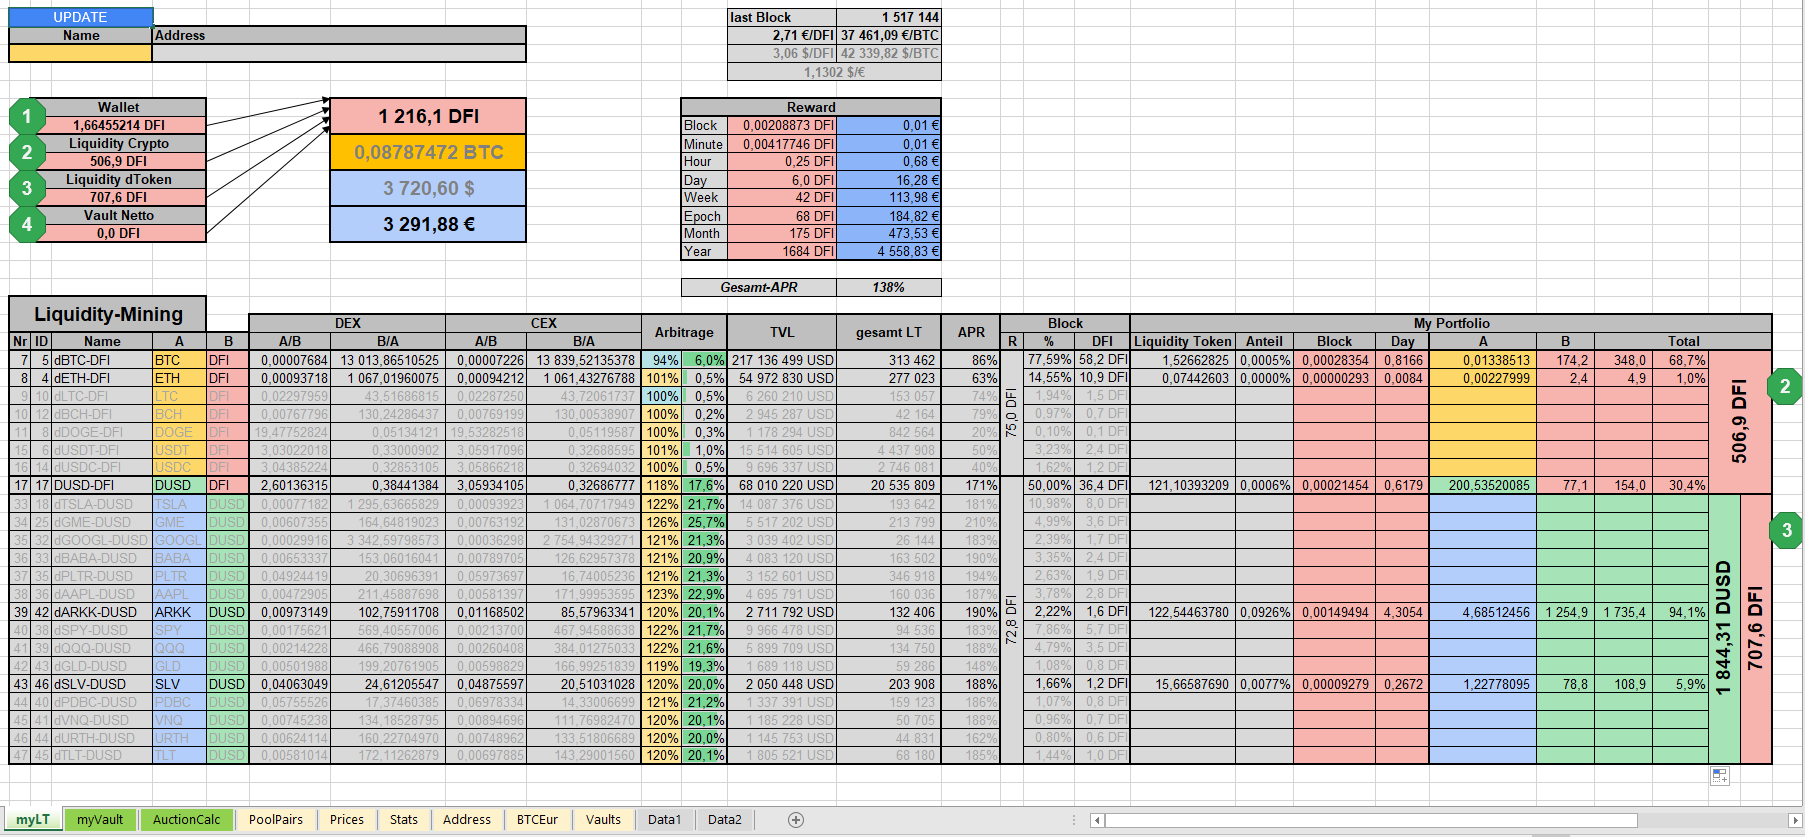 UPDATE
Name Address
last Block 1 517 144
2,71 €/DFI 37 461,09 €/BTC
3,06 $/DFI 42 339,82 $/BTC
1,1302 $/€
1 Wallet
1,66455214 DFI
2 Liquidity Crypto
506,9 DFI
3 Liquidity dToken
707,6 DFI
4 Vault Netto
0,0 DFI
1 216,1 DFI
0,08787472 BTC
3 720,60 $
3 291,88 €
Reward
Block 0,00208873 DFI 0,01 €
Minute 0,00417746 DFI 0,01 €
Hour 0,25 DFI 0,68 €
Day 6,0 DFI 16,28 €
Week 42 DFI 113,98 €
Epoch 68 DFI 184,82 €
Month 175 DFI 473,53 €
Year 1684 DFI 4 558,83 €
Gesamt-APR 138%
Liquidity-Mining
DEX CEX Arbitrage TVL gesamt LT APR Block My Portfolio
Nr ID Name A B A/B B/A A/B B/A R % DFI Liquidity Token Anteil Block Day A B Total
7 5 dBTC-DFI BTC DFI 0,00007684 13 013,86510525 0,00007226 13 839,52135378 94% 6,0% 217 136 499 USD 313 462 86% 77,59% 58,2 DFI 1,52662825 0,0005% 0,00028354 0,8166 0,01338513 174,2 348,0 68,7%
8 4 dETH-DFI ETH DFI 0,00093718 1 067,01960075 0,00094212 1 061,43276788 101% 0,5% 54 972 830 USD 277 023 63% 14,55% 10,9 DFI 0,07442603 0,0000% 0,00000293 0,0084 0,00227999 2,4 4,9 1,0%
9 10 dLTC-DFI LTC DFI 0,02297959 43,51686815 0,02287250 43,72061737 100% 0,5% 6 260 210 USD 153 057 74% 1,94% 1,5 DFI
10 12 dBCH-DFI BCH DFI 0,00767796 130,24286437 0,00769199 130,00538907 100% 0,2% 2 945 287 USD 42 164 79% 0,97% 0,7 DFI
11 8 dDOGE-DFI DOGE DFI 19,47752824 0,05134121 19,53282518 0,05119587 100% 0,3% 1 178 294 USD 842 564 20% 0,10% 0,1 DFI
15 6 dUSDT-DFI USDT DFI 3,03022018 0,33000902 3,05917096 0,32688595 101% 1,0% 15 514 605 USD 4 437 908 50% 3,23% 2,4 DFI
16 14 dUSDC-DFI USDC DFI 3,04385224 0,32853105 3,05866218 0,32694032 100% 0,5% 9 696 337 USD 2 746 081 40% 1,62% 1,2 DFI
75,0 DFI
506,9 DFI
2
17 17 DUSD-DFI DUSD DFI 2,60136315 0,38441384 3,05934105 0,32686777 118% 17,6% 68 010 220 USD 20 535 809 171% 50,00% 36,4 DFI 121,10393209 0,0006% 0,00021454 0,6179 200,53520085 77,1 154,0 30,4%
33 18 dTSLA-DUSD TSLA DUSD 0,00077182 1 295,63665893 0,00093923 1 064,70717949 122% 21,7% 14 087 376 USD 193 642 181% 10,98% 8,0 DFI
34 25 dGME-DUSD GME DUSD 0,00607355 164,64819023 0,00763192 131,02870673 126% 25,7% 5 517 202 USD 213 799 210% 4,99% 3,6 DFI
35 32 dGOOGL-DUSD GOOGL DUSD 0,00029916 3 342,59798573 0,00036298 2 754,94329271 121% 21,3% 3 039 402 USD 26 144 183% 2,39% 1,7 DFI
36 33 dBABA-DUSD BABA DUSD 0,00653337 153,06016041 0,00789705 126,62957378 121% 20,9% 4 083 120 USD 163 502 190% 3,35% 2,4 DFI
37 35 dPLTR-DUSD PLTR DUSD 0,04924419 20,30696391 0,05973697 16,74005236 121% 21,3% 3 152 601 USD 346 918 194% 2,63% 1,9 DFI
38 36 dAAPL-DUSD AAPL DUSD 0,00472905 211,45887698 0,00581397 171,99953595 123% 22,9% 4 695 791 USD 160 036 187% 3,78% 2,8 DFI
39 42 dARKK-DUSD ARKK DUSD 0,00973149 102,75911708 0,01168502 85,57963341 120% 20,1% 2 711 792 USD 132 406 190% 2,22% 1,6 DFI 122,54463780 0,0926% 0,00149494 4,3054 4,68512456 1 254,9 1 735,4 94,1%
40 38 dSPY-DUSD SPY DUSD 0,00175621 569,40557006 0,00213700 467,94588638 122% 21,7% 9 966 478 USD 94 536 183% 7,86% 5,7 DFI
41 39 dQQQ-DUSD QQQ DUSD 0,00214228 466,79088908 0,00260408 384,01275033 122% 21,6% 5 899 709 USD 134 750 188% 4,79% 3,5 DFI
42 43 dGLD-DUSD GLD DUSD 0,00501988 199,20761905 0,00598829 166,99251839 119% 19,3% 1 689 118 USD 59 286 148% 1,08% 0,8 DFI
43 46 dSLV-DUSD SLV DUSD 0,04063049 24,61205547 0,04875597 20,51031028 120% 20,0% 2 050 448 USD 203 908 188% 1,66% 1,2 DFI 15,66587690 0,0077% 0,00009279 0,2672 1,22778095 78,8 108,9 5,9%
44 40 dPDBC-DUSD PDBC DUSD 0,05755526 17,37460385 0,06978334 14,33006699 121% 21,2% 1 337 391 USD 159 123 186% 1,07% 0,8 DFI
45 41 dVNQ-DUSD VNQ DUSD 0,00745238 134,18528795 0,00894696 111,76982470 120% 20,1% 1 185 228 USD 50 705 188% 0,96% 0,7 DFI
46 44 dURTH-DUSD URTH DUSD 0,00624114 160,22704970 0,00748962 133,51806689 120% 20,0% 1 145 753 USD 44 831 162% 0,80% 0,6 DFI
47 45 dTLT-DUSD TLT DUSD 0,00581014 172,11262879 0,00697885 143,29001560 120% 20,1% 1 805 521 USD 68 180 185% 1,44% 1,0 DFI
72,8 DFI
1 844,31 DUSD
707,6 DFI
3
myLT myVault AuctionCalc PoolPairs Prices Stats Address BTCEur Vaults Data1 Data2